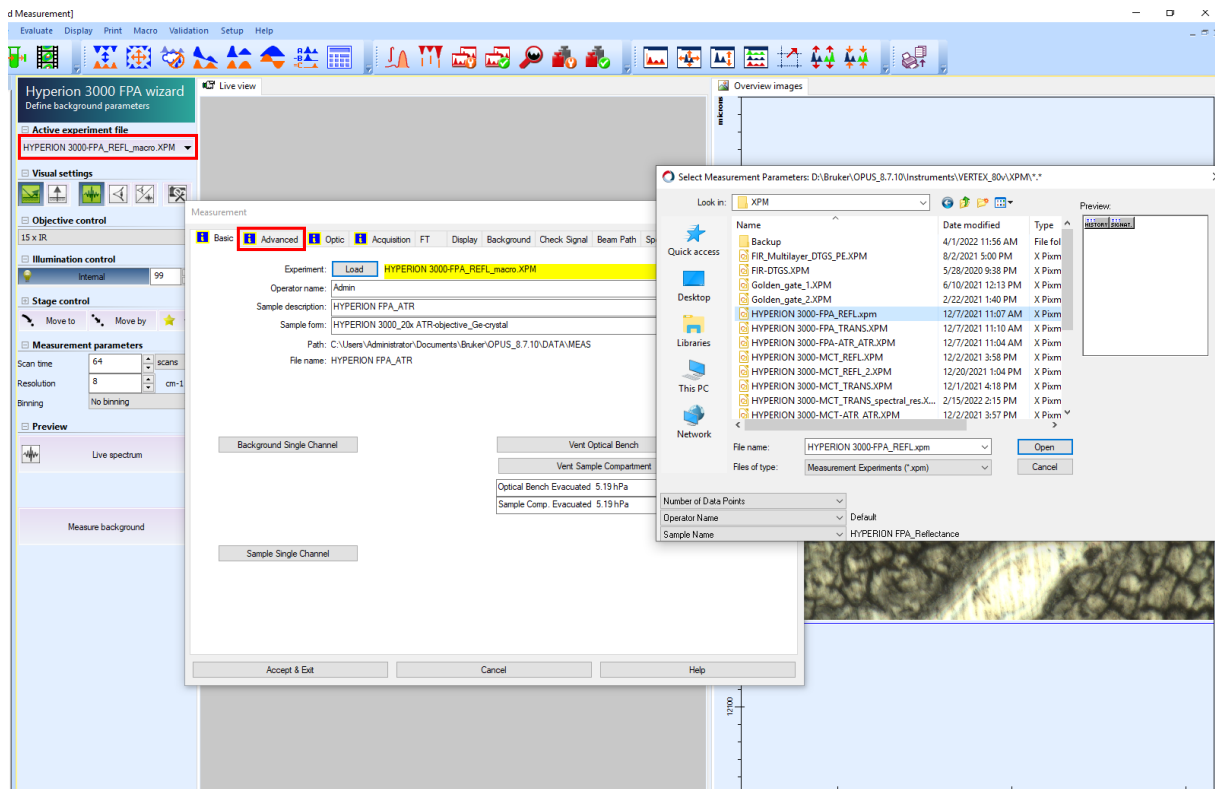 d Measurement]
Evaluate Display Print Macro Validation Setup Help
Hyperion 3000 FPA wizard
Define background parameters
Active experiment file
HYPERION 3000-FPA_REFL_macro.XPM
Visual settings
Objective control
15 x IR
Illumination control
Internal 99
Stage control
Move to Move by
Measurement parameters
Scan time 64 scans
Resolution 8 cm-1
Binning No binning
Preview
Live spectrum
Measure background
Live view
Overview images
microns
12100
Measurement
Basic Advanced Optic Acquisition FT Display Background Check Signal Beam Path Sp
Experiment: Load HYPERION 3000-FPA_REFL_macro.XPM
Operator name: Admin
Sample description: HYPERION FPA_ATR
Sample form: HYPERION 3000_20x ATR-objective_Ge-crystal
Path: C:\Users\Administrator\Documents\Bruker\OPUS_8.7.10\DATA\MEAS
File name: HYPERION FPA_ATR
Background Single Channel
Vent Optical Bench
Vent Sample Compartment
Optical Bench Evacuated 5.19 hPa
Sample Comp. Evacuated 5.19 hPa
Sample Single Channel
Accept & Exit Cancel Help
Select Measurement Parameters: D:\Bruker\OPUS_8.7.10\Instruments\VERTEX_80v\XPM\*.*
Look in: XPM
Preview:
HISTORY SIGNAT.
Quick access
Desktop
Libraries
This PC
Network
Name Date modified Type
Backup 4/1/2022 11:56 AM File fol
FIR_Multilayer_DTGS_PE.XPM 8/2/2021 5:00 PM X Pixm
FIR-DTGS.XPM 5/28/2020 9:38 PM X Pixm
Golden_gate_1.XPM 6/10/2021 12:13 PM X Pixm
Golden_gate_2.XPM 2/22/2021 1:40 PM X Pixm
HYPERION 3000-FPA_REFL.xpm 12/7/2021 11:07 AM X Pixm
HYPERION 3000-FPA_TRANS.XPM 12/7/2021 11:10 AM X Pixm
HYPERION 3000-FPA-ATR_ATR.XPM 12/7/2021 11:04 AM X Pixm
HYPERION 3000-MCT_REFL.XPM 12/2/2021 3:58 PM X Pixm
HYPERION 3000-MCT_REFL_2.XPM 12/20/2021 1:04 PM X Pixm
HYPERION 3000-MCT_TRANS.XPM 12/1/2021 4:18 PM X Pixm
HYPERION 3000-MCT_TRANS_spectral_res.X... 2/15/2022 2:15 PM X Pixm
HYPERION 3000-MCT-ATR_ATR.XPM 12/2/2021 3:57 PM X Pixm
File name: HYPERION 3000-FPA_REFL.xpm Open
Files of type: Measurement Experiments (*.xpm) Cancel
Number of Data Points
Operator Name Default
Sample Name HYPERION FPA_Reflectance